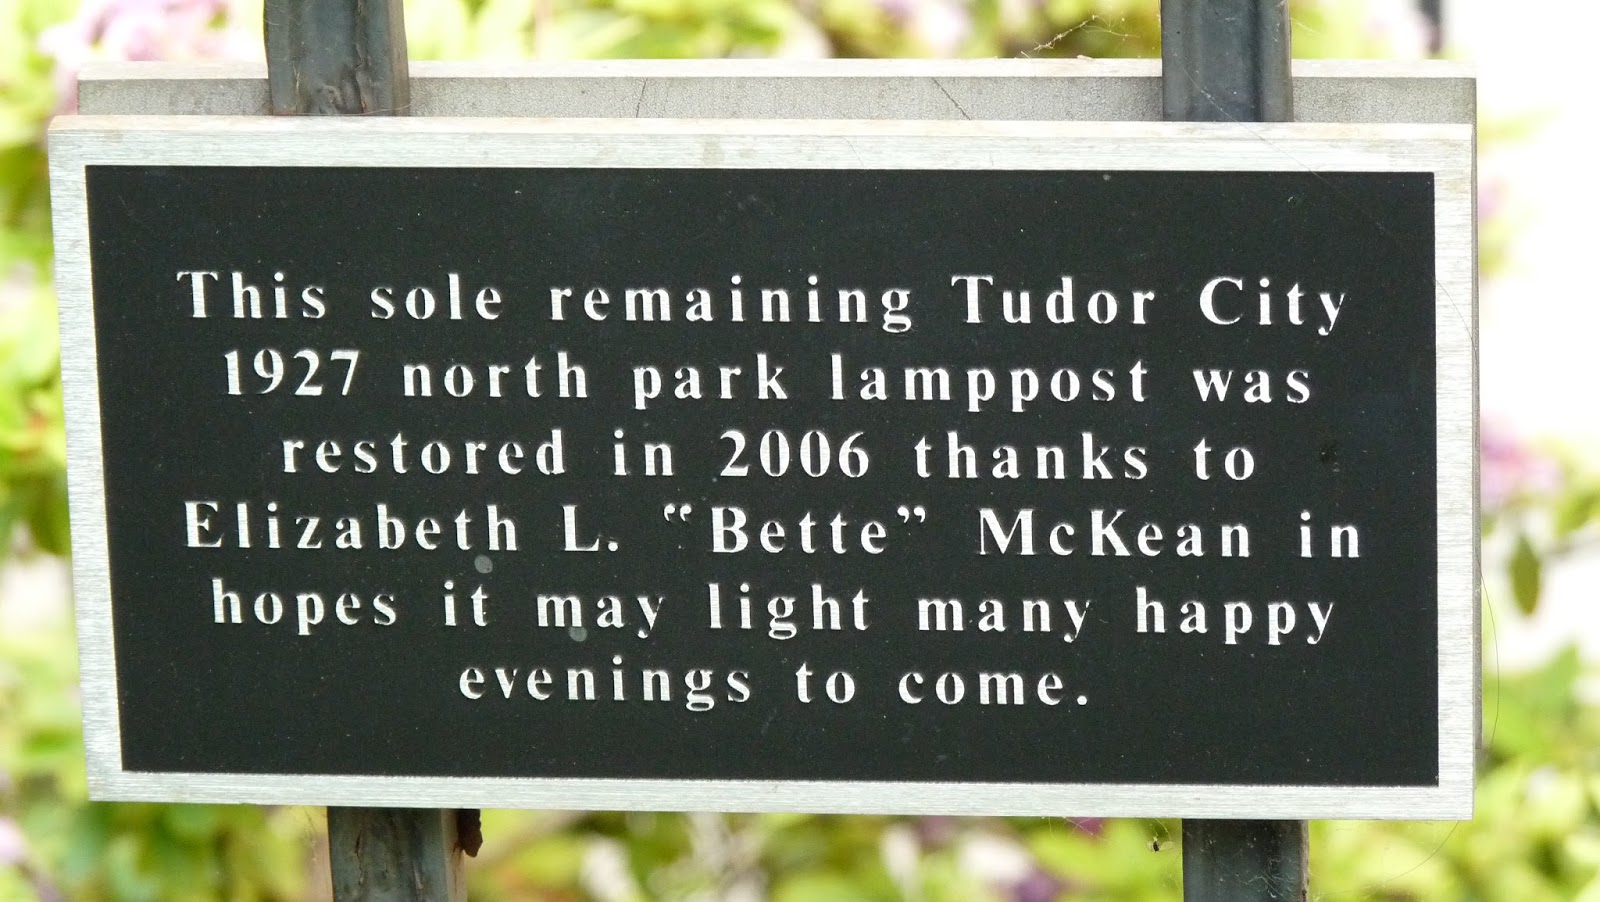 This sole remaining Tudor City
1927 north park lamppost was
restored in 2006 thanks to
Elizabeth L. “Bette” McKean in
hopes it may light many happy
evenings to come.